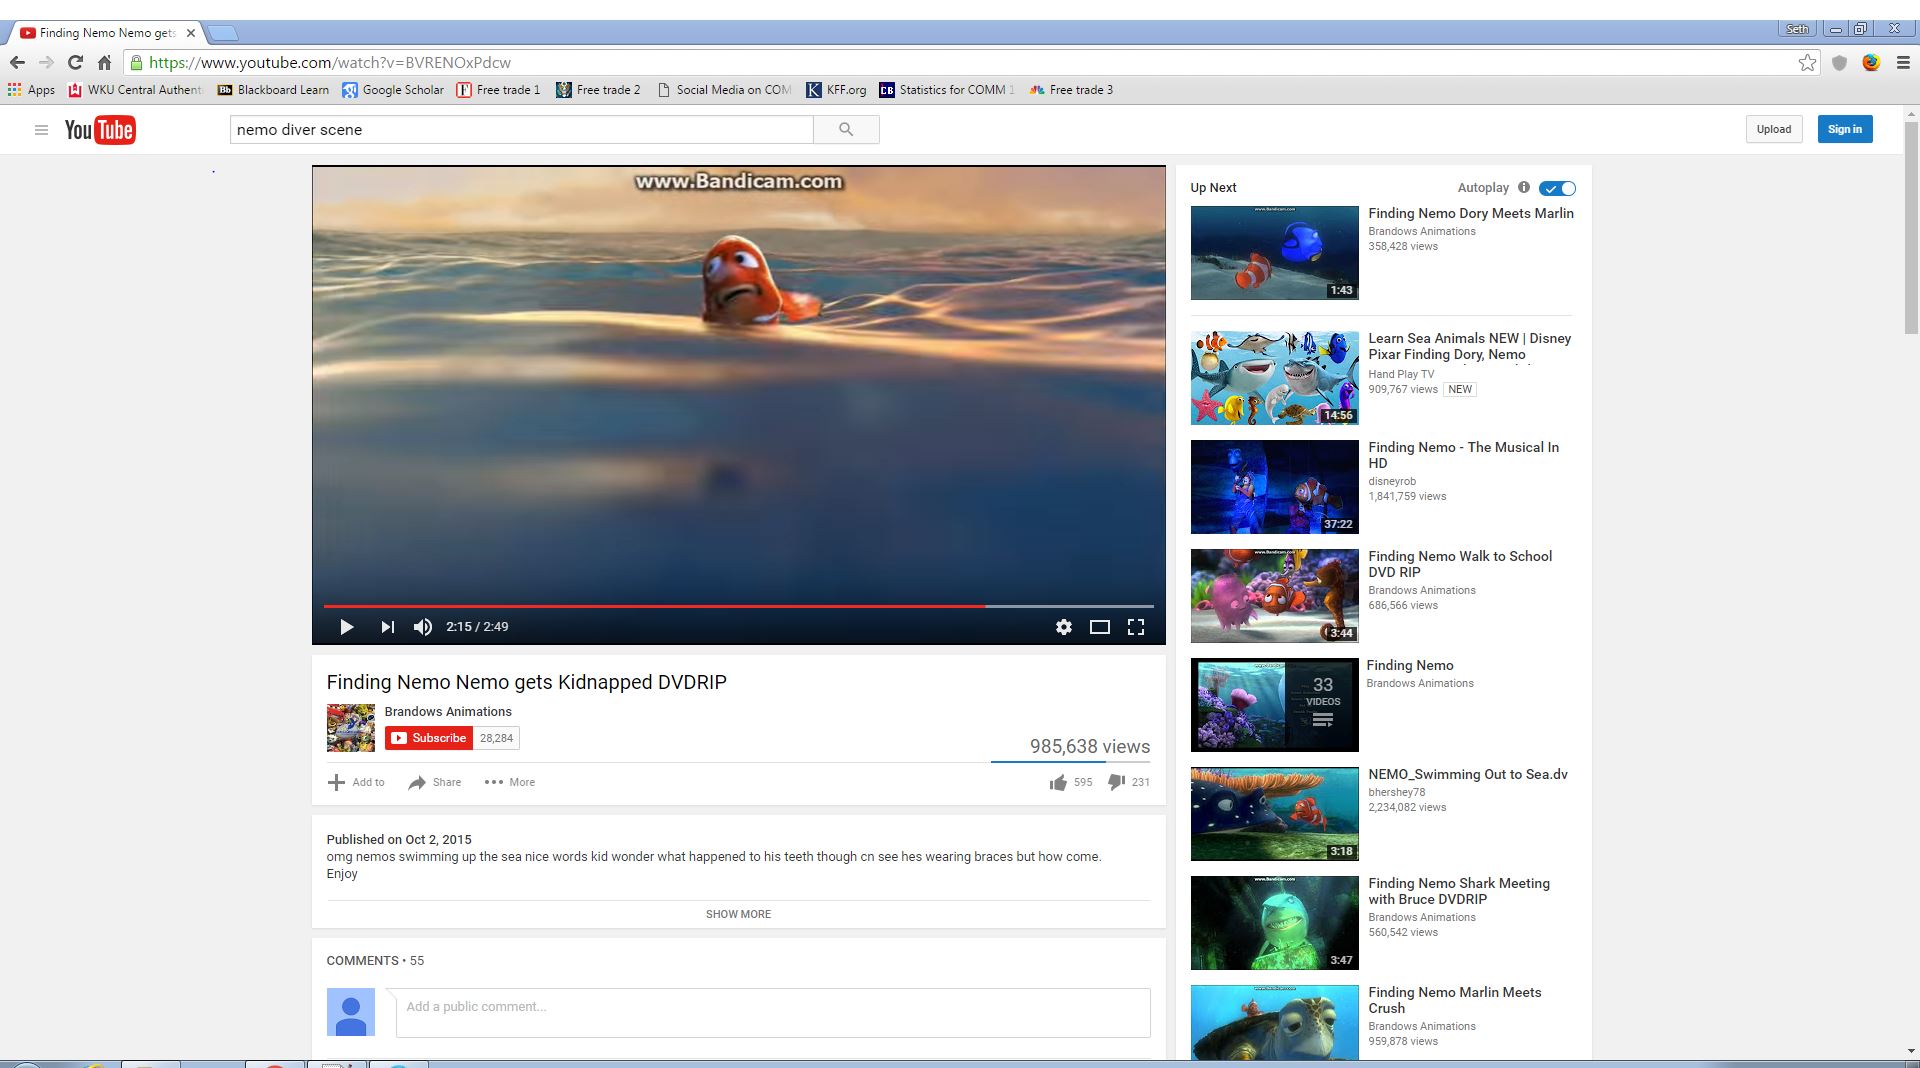 Finding Nemo Nemo gets
Seth
https://www.youtube.com/watch?v=BVRENOxPdcw
Apps WKU Central Authent Blackboard Learn Google Scholar Free trade 1 Free trade 2 Social Media on COM KFF.org Statistics for COMM 1 Free trade 3
YouTube nemo diver scene Upload Sign in
www.Bandicam.com
2:15 / 2:49
Finding Nemo Nemo gets Kidnapped DVDRIP
Brandows Animations
Subscribe 28,284
985,638 views
Add to Share More 595 231
Published on Oct 2, 2015
omg nemos swimming up the sea nice words kid wonder what happened to his teeth though cn see hes wearing braces but how come.
Enjoy
SHOW MORE
COMMENTS • 55
Add a public comment...
Up Next Autoplay
Finding Nemo Dory Meets Marlin
Brandows Animations
358,428 views
1:43
Learn Sea Animals NEW | Disney
Pixar Finding Dory, Nemo
Hand Play TV
909,767 views NEW
14:56
Finding Nemo - The Musical In
HD
disneyrob
1,841,759 views
37:22
Finding Nemo Walk to School
DVD RIP
Brandows Animations
686,566 views
3:44
Finding Nemo
Brandows Animations
33
VIDEOS
NEMO_Swimming Out to Sea.dv
bhershey78
2,234,082 views
3:18
Finding Nemo Shark Meeting
with Bruce DVDRIP
Brandows Animations
560,542 views
3:47
Finding Nemo Marlin Meets
Crush
Brandows Animations
959,878 views